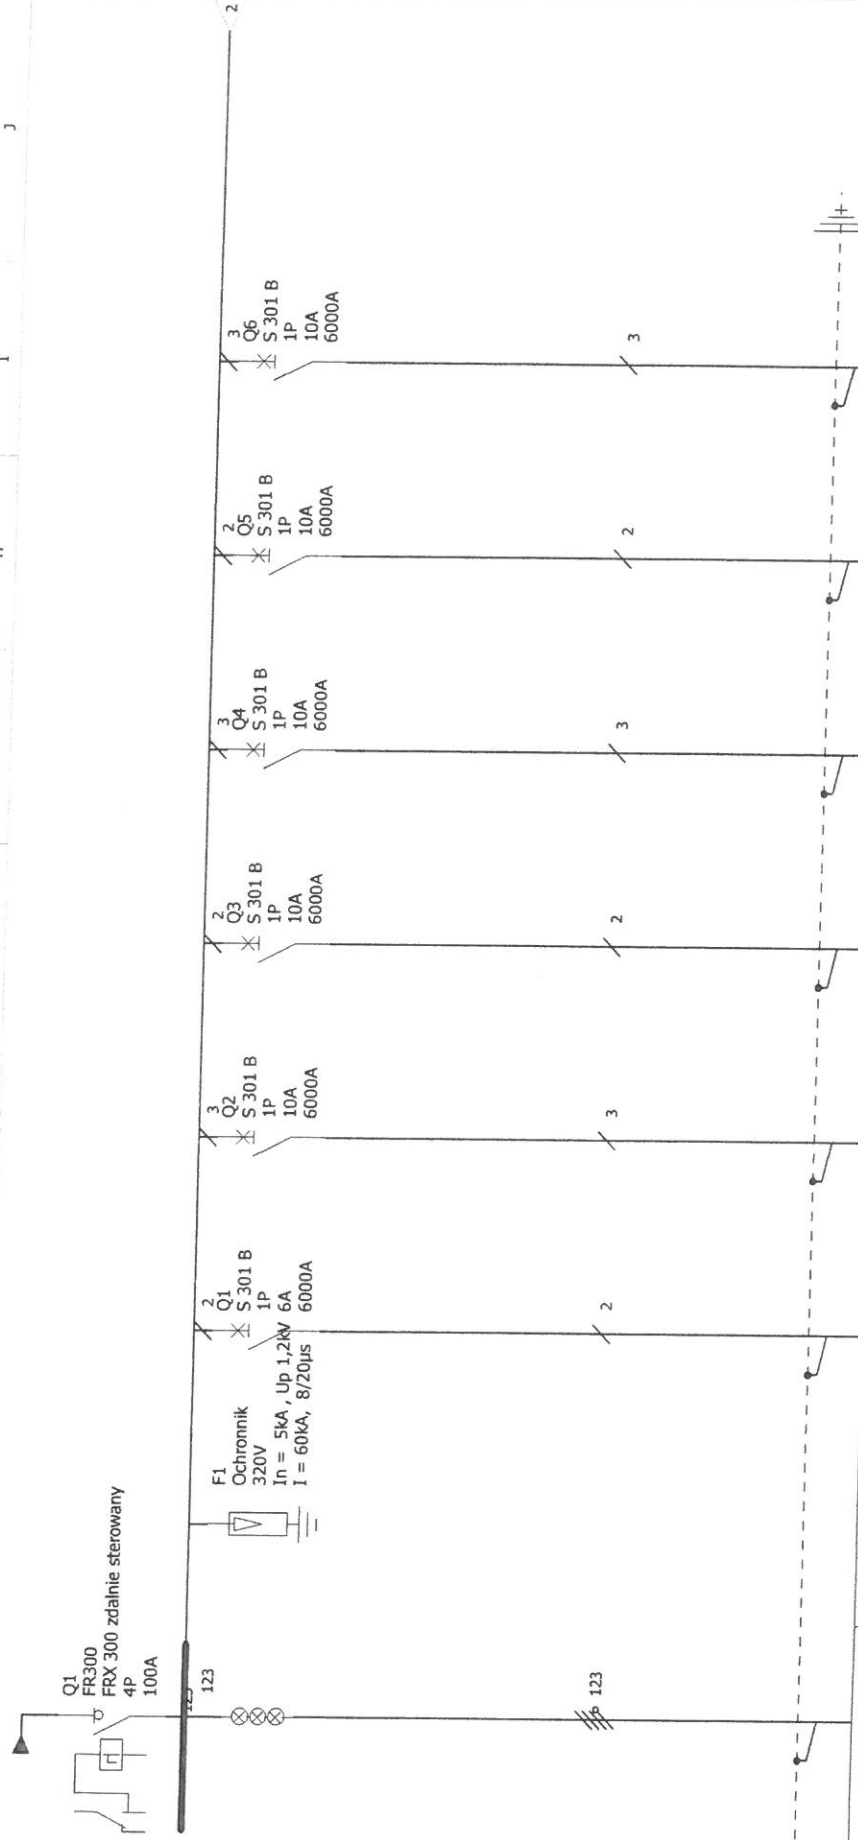 J
2
Q1
FR300
FRX 300 zdalnie sterowany
4P
100A
123
123
123
F1
Ochronnik
320V
In = 5kA , Up 1,2kV
I = 60kA, 8/20µs
2
Q1
S 301 B
1P
6A
6000A
2
3
Q2
S 301 B
1P
10A
6000A
3
2
Q3
S 301 B
1P
10A
6000A
2
3
Q4
S 301 B
1P
10A
6000A
3
2
Q5
S 301 B
1P
10A
6000A
2
3
Q6
S 301 B
1P
10A
6000A
3